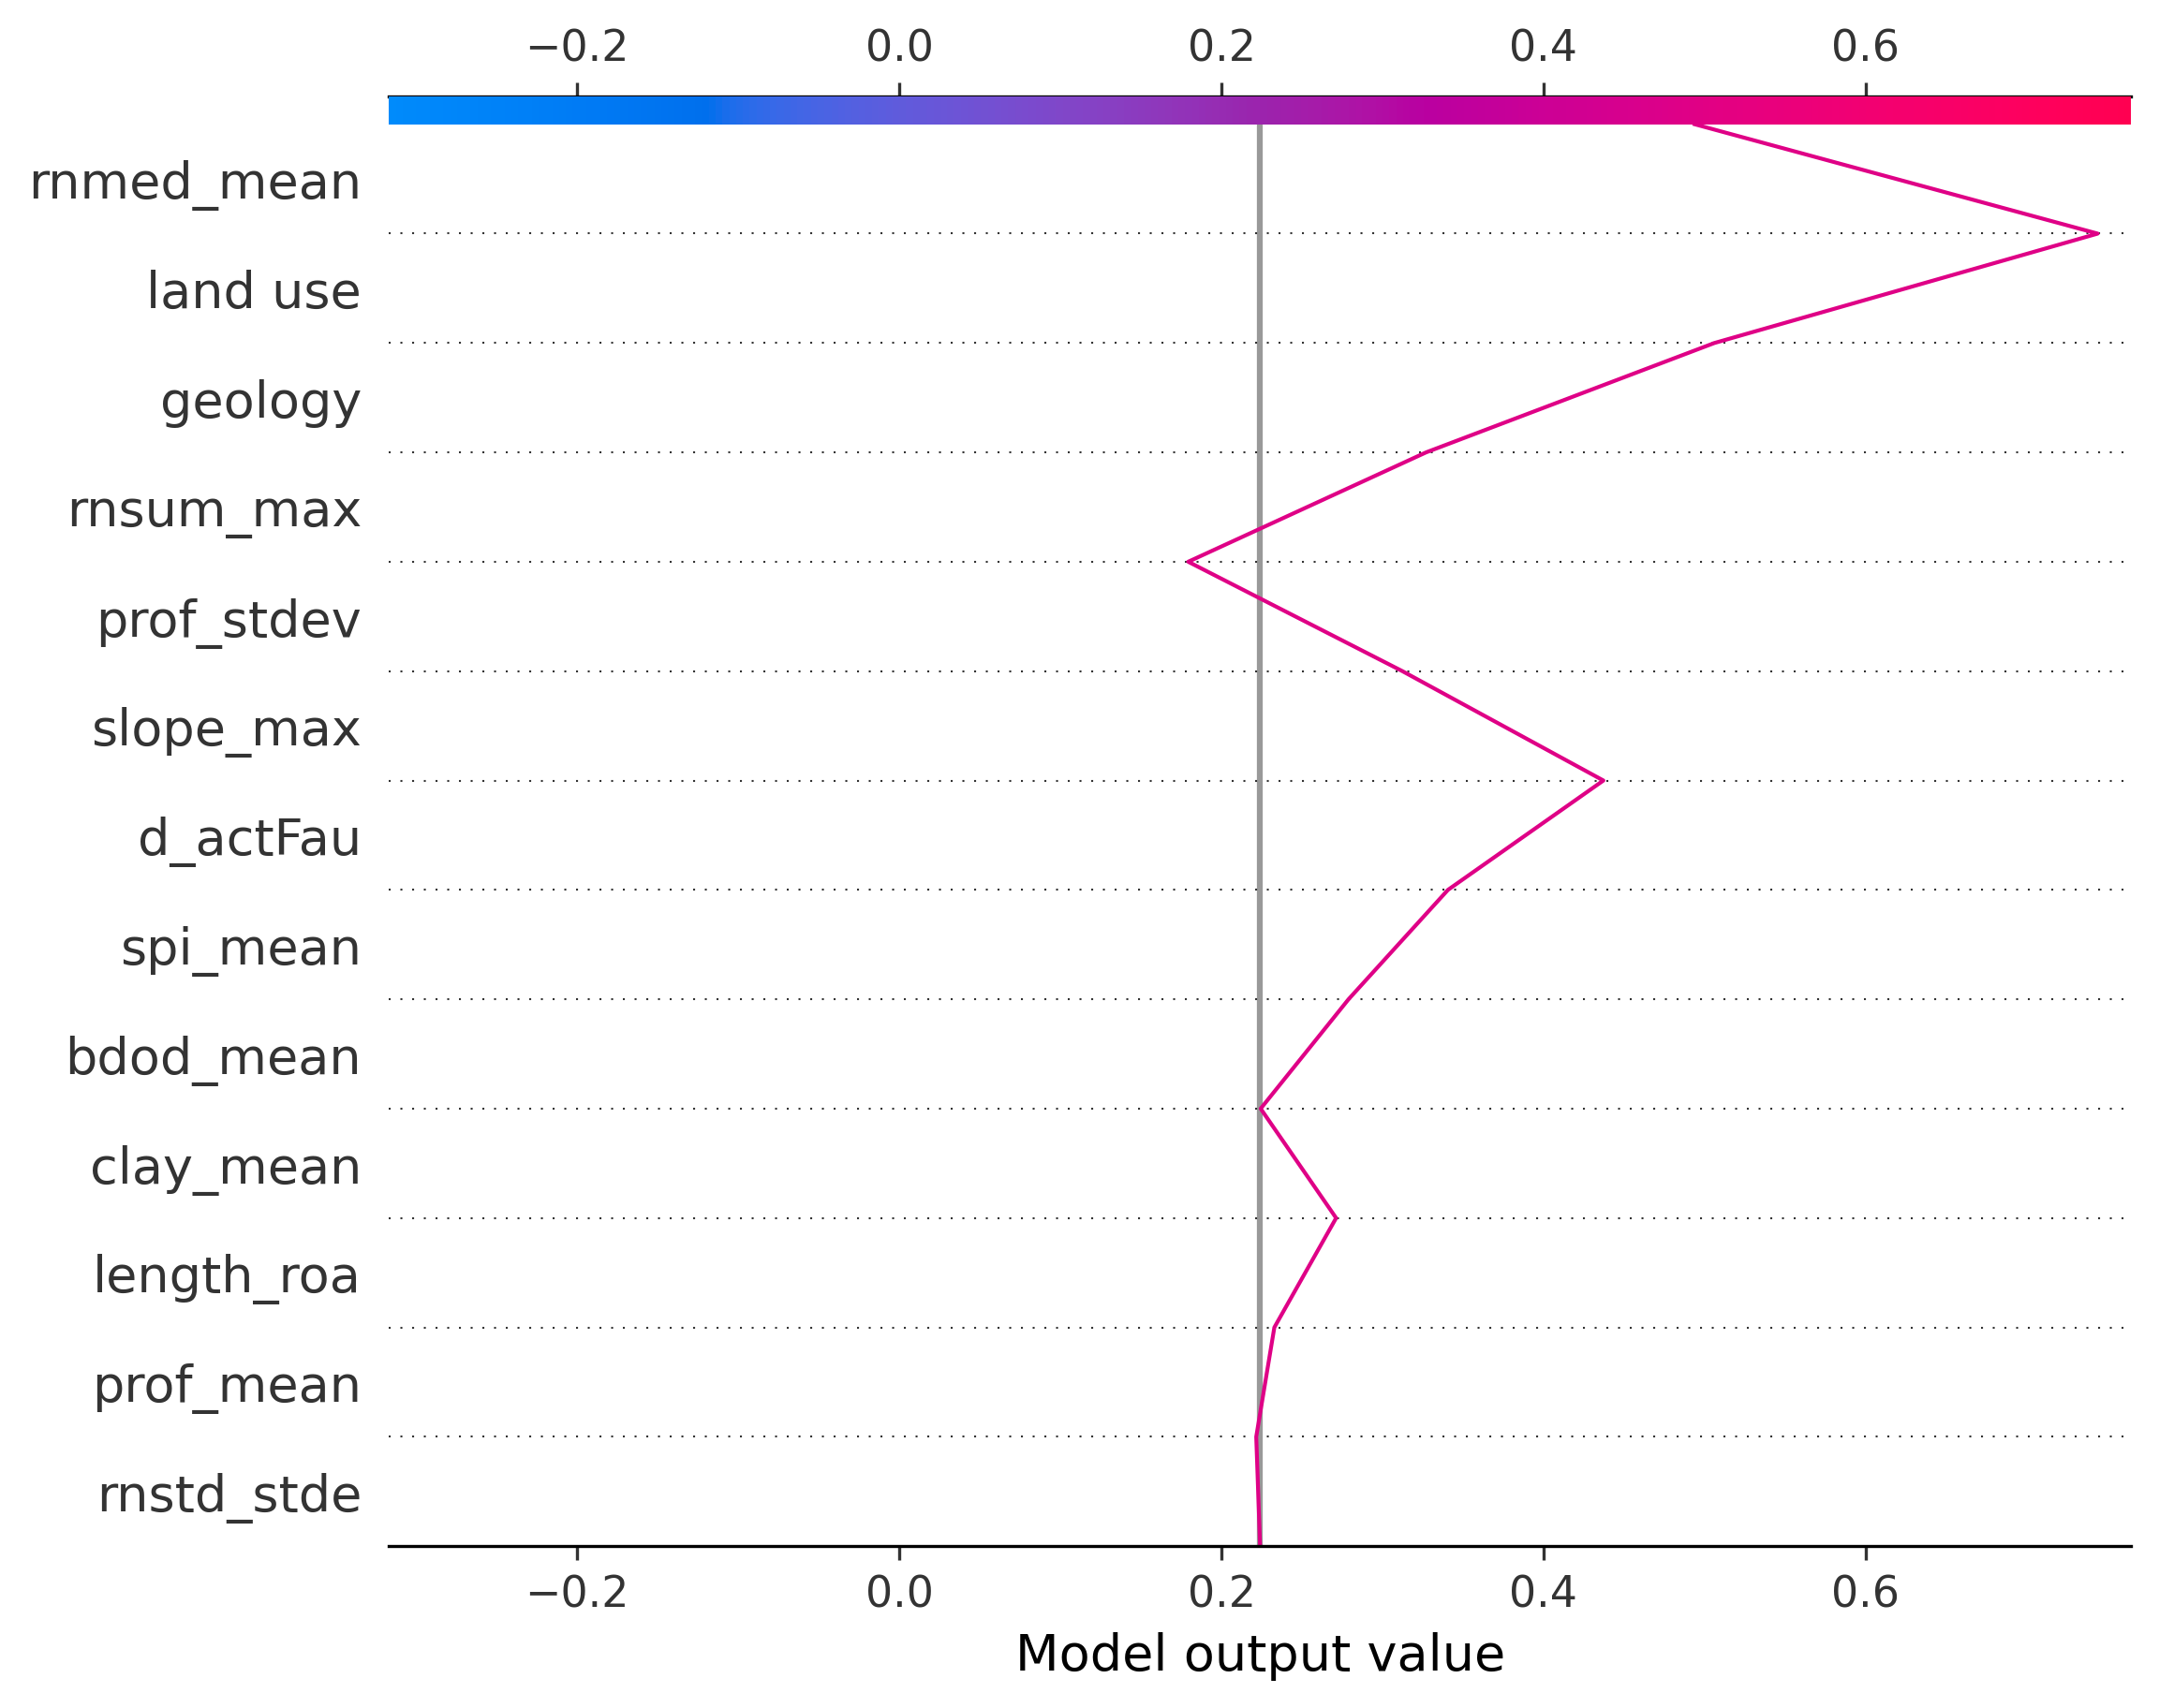 −0.2 0.0 0.2 0.4 0.6
rnmed_mean
land use
geology
rnsum_max
prof_stdev
slope_max
d_actFau
spi_mean
bdod_mean
clay_mean
length_roa
prof_mean
rnstd_stde
−0.2 0.0 0.2 0.4 0.6
Model output value